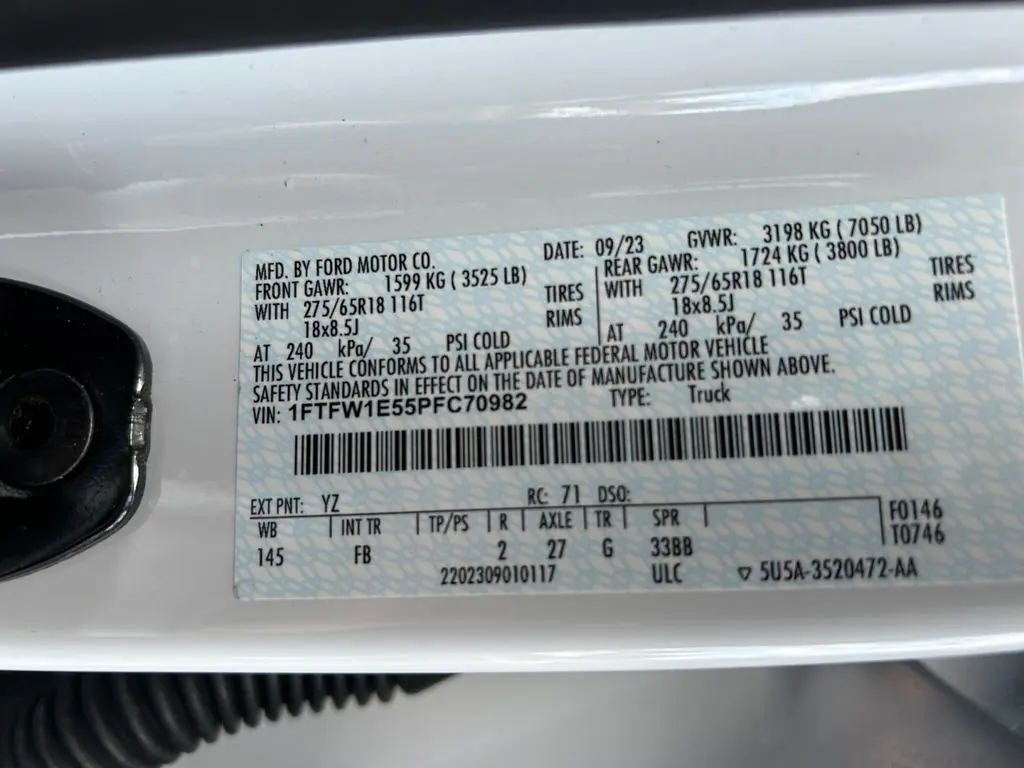 MFD. BY FORD MOTOR CO. DATE: 09/23 GVWR: 3198 KG ( 7050 LB)
FRONT GAWR: 1599 KG ( 3525 LB) REAR GAWR: 1724 KG ( 3800 LB)
WITH 275/65R18 116T TIRES WITH 275/65R18 116T TIRES
18x8.5J RIMS 18x8.5J RIMS
AT 240 kPa/ 35 PSI COLD AT 240 kPa/ 35 PSI COLD
THIS VEHICLE CONFORMS TO ALL APPLICABLE FEDERAL MOTOR VEHICLE
SAFETY STANDARDS IN EFFECT ON THE DATE OF MANUFACTURE SHOWN ABOVE.
VIN: 1FTFW1E55PFC70982 TYPE: Truck
EXT PNT: YZ RC: 71 DSO:
WB INT TR TP/PS R AXLE TR SPR F0146
145 FB 2 27 G 33BB T0746
2202309010117 ULC ▽ 5U5A-3520472-AA